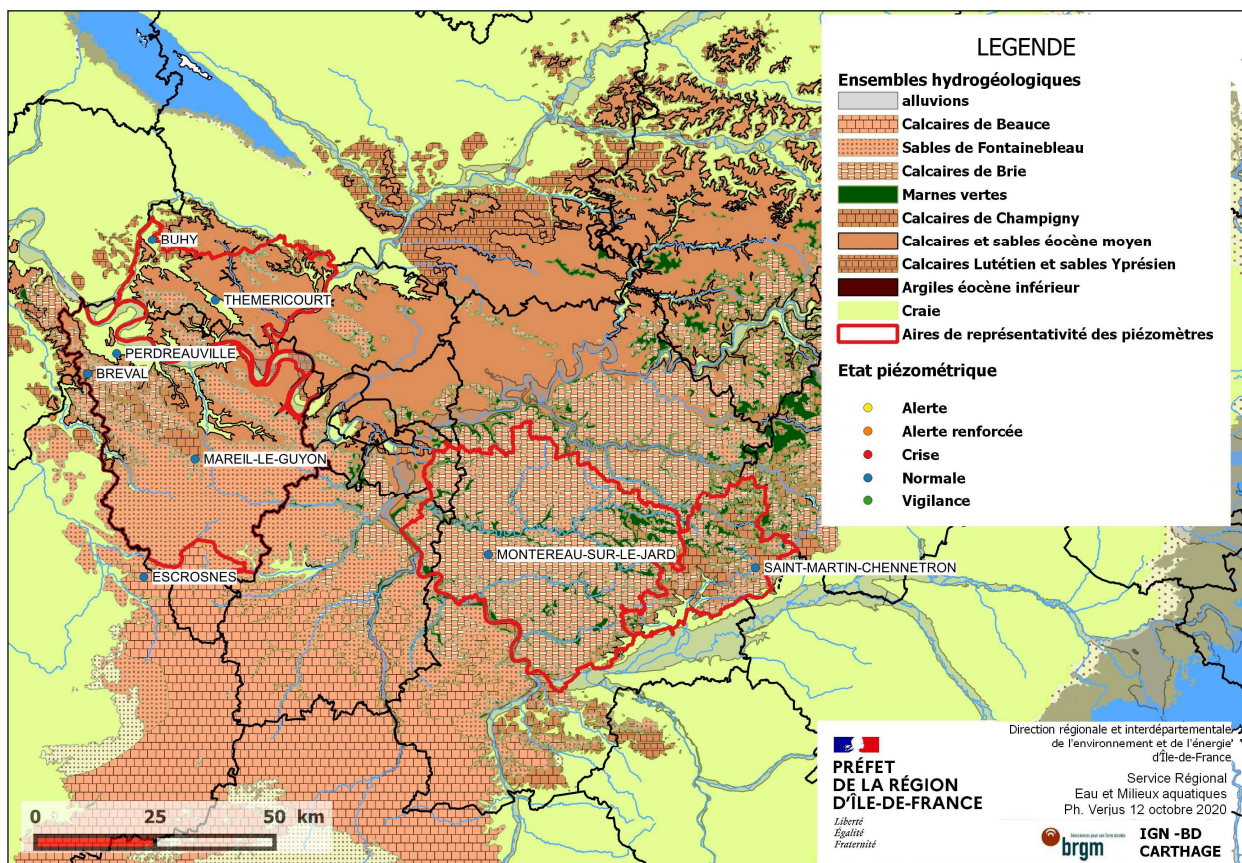 LEGENDE
Ensembles hydrogéologiques
alluvions
Calcaires de Beauce
Sables de Fontainebleau
Calcaires de Brie
Marnes vertes
Calcaires de Champigny
Calcaires et sables éocène moyen
Calcaires Lutétien et sables Yprésien
Argiles éocène inférieur
Craie
Aires de représentativité des piézomètres
Etat piézométrique
Alerte
Alerte renforcée
Crise
Normale
Vigilance
BUHY
THEMERICOURT
PERDREAUVILLE
BREVAL
MAREIL-LE-GUYON
MONTEREAU-SUR-LE-JARD
SAINT-MARTIN-CHENNETRON
ESCROSNES
0 25 50 km
PRÉFET
DE LA RÉGION
D'ÎLE-DE-FRANCE
Liberté
Égalité
Fraternité
Direction régionale et interdépartementale
de l'environnement et de l'énergie
d'Île-de-France
Service Régional
Eau et Milieux aquatiques
Ph. Verjus 12 octobre 2020
Géosciences pour une Terre durable
brgm
IGN -BD
CARTHAGE